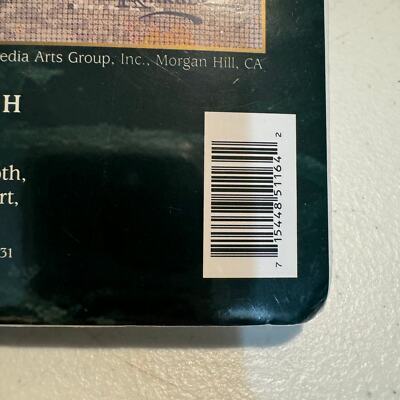 edia Arts Group, Inc., Morgan Hill, CA
H
oth,
rt,
31
7 15448 51164 2